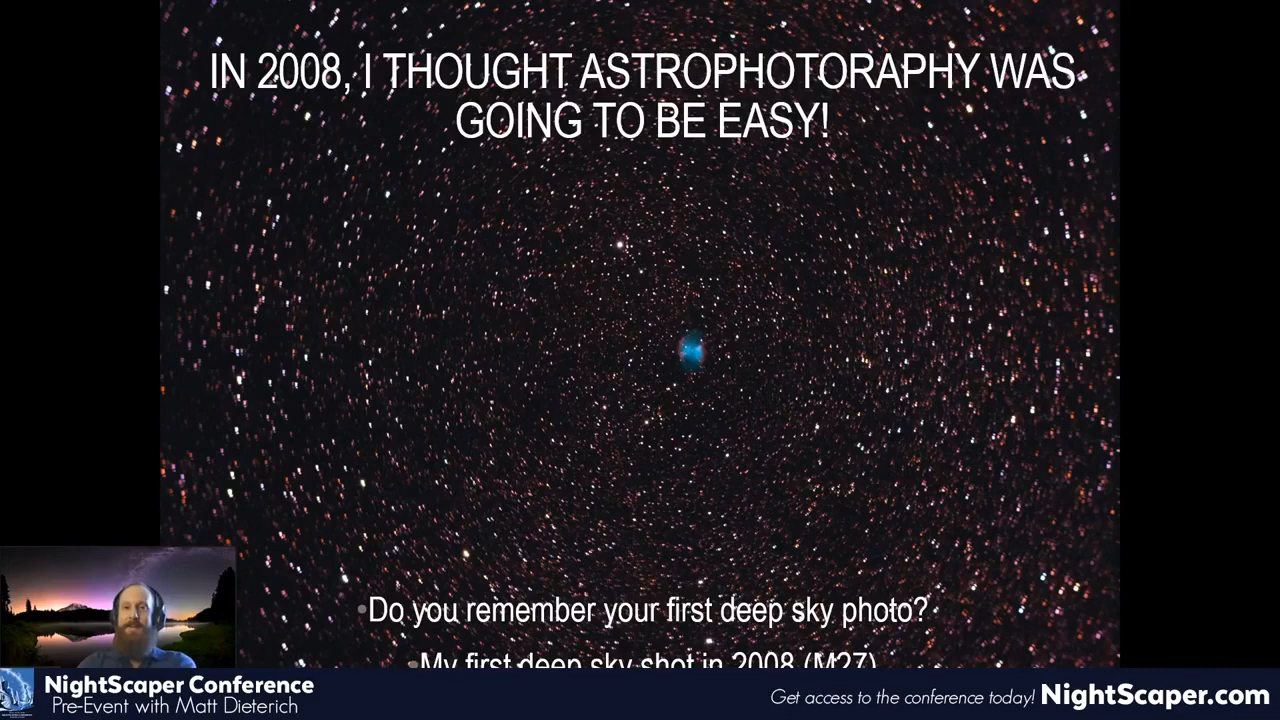 IN 2008, I THOUGHT ASTROPHOTORAPHY WAS
GOING TO BE EASY!
•Do you remember your first deep sky photo?
•My first deep sky shot in 2008 (M27)
NightScaper Conference
Pre-Event with Matt Dieterich
Get access to the conference today! NightScaper.com